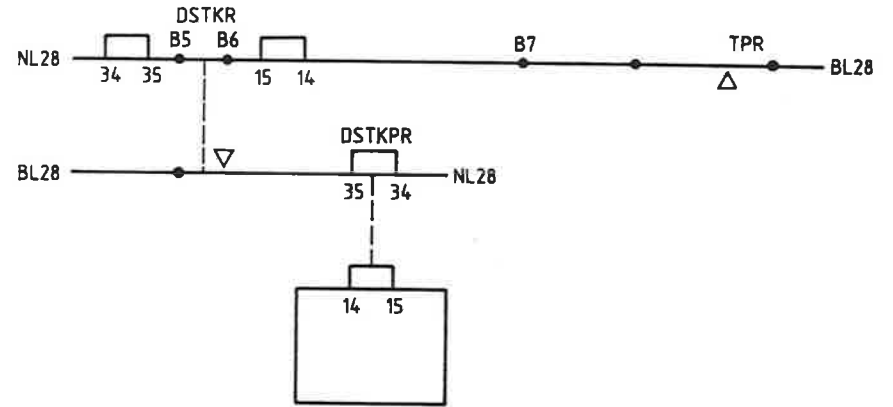 DSTKR
B5 B6 B7 TPR
NL28 BL28
34 35 15 14
DSTKPR
BL28 NL28
35 34
14 15